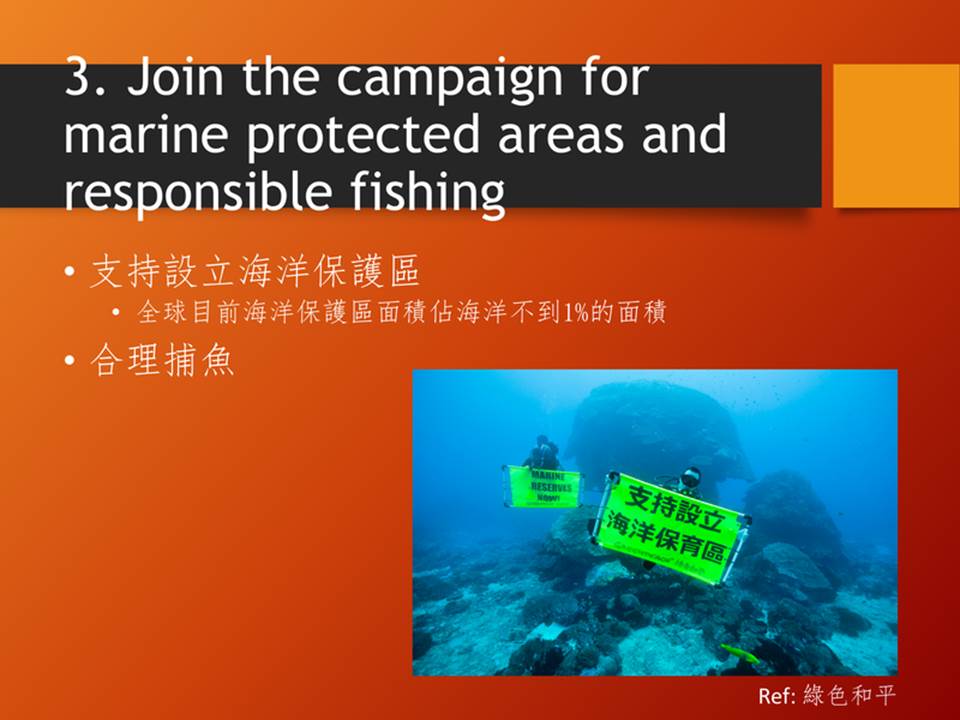 3. Join the campaign for
marine protected areas and
responsible fishing
• 支持設立海洋保護區
• 全球目前海洋保護區面積佔海洋不到1%的面積
• 合理捕魚
MARINE
RESERVES
NOW!
支持設立
海洋保育區
GREENPEACE
Ref: 綠色和平